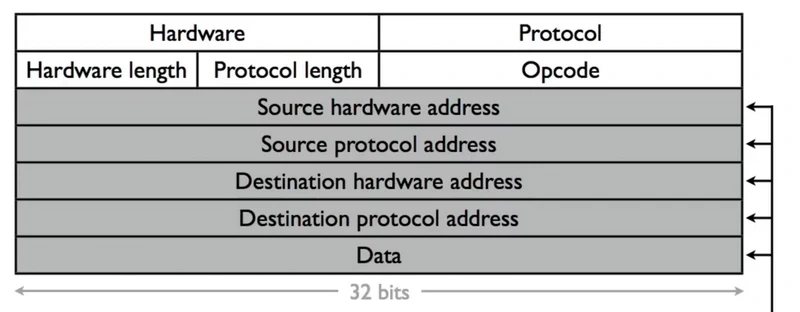 Hardware Protocol
Hardware length Protocol length Opcode
Source hardware address
Source protocol address
Destination hardware address
Destination protocol address
Data
32 bits